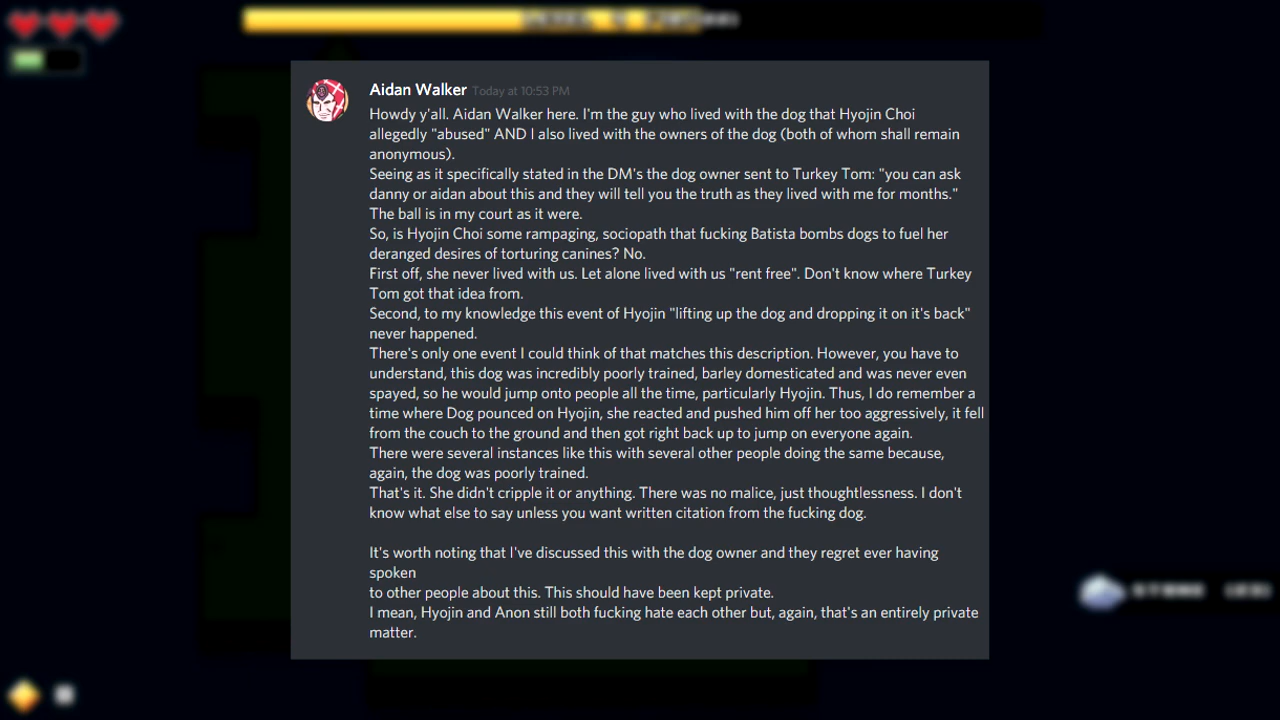 Aidan Walker Today at 10:53 PM
Howdy y'all. Aidan Walker here. I'm the guy who lived with the dog that Hyojin Choi
allegedly "abused" AND I also lived with the owners of the dog (both of whom shall remain
anonymous).
Seeing as it specifically stated in the DM's the dog owner sent to Turkey Tom: "you can ask
danny or aidan about this and they will tell you the truth as they lived with me for months."
The ball is in my court as it were.
So, is Hyojin Choi some rampaging, sociopath that fucking Batista bombs dogs to fuel her
deranged desires of torturing canines? No.
First off, she never lived with us. Let alone lived with us "rent free". Don't know where Turkey
Tom got that idea from.
Second, to my knowledge this event of Hyojin "lifting up the dog and dropping it on it's back"
never happened.
There's only one event I could think of that matches this description. However, you have to
understand, this dog was incredibly poorly trained, barley domesticated and was never even
spayed, so he would jump onto people all the time, particularly Hyojin. Thus, I do remember a
time where Dog pounced on Hyojin, she reacted and pushed him off her too aggressively, it fell
from the couch to the ground and then got right back up to jump on everyone again.
There were several instances like this with several other people doing the same because,
again, the dog was poorly trained.
That's it. She didn't cripple it or anything. There was no malice, just thoughtlessness. I don't
know what else to say unless you want written citation from the fucking dog.
It's worth noting that I've discussed this with the dog owner and they regret ever having
spoken
to other people about this. This should have been kept private.
I mean, Hyojin and Anon still both fucking hate each other but, again, that's an entirely private
matter.